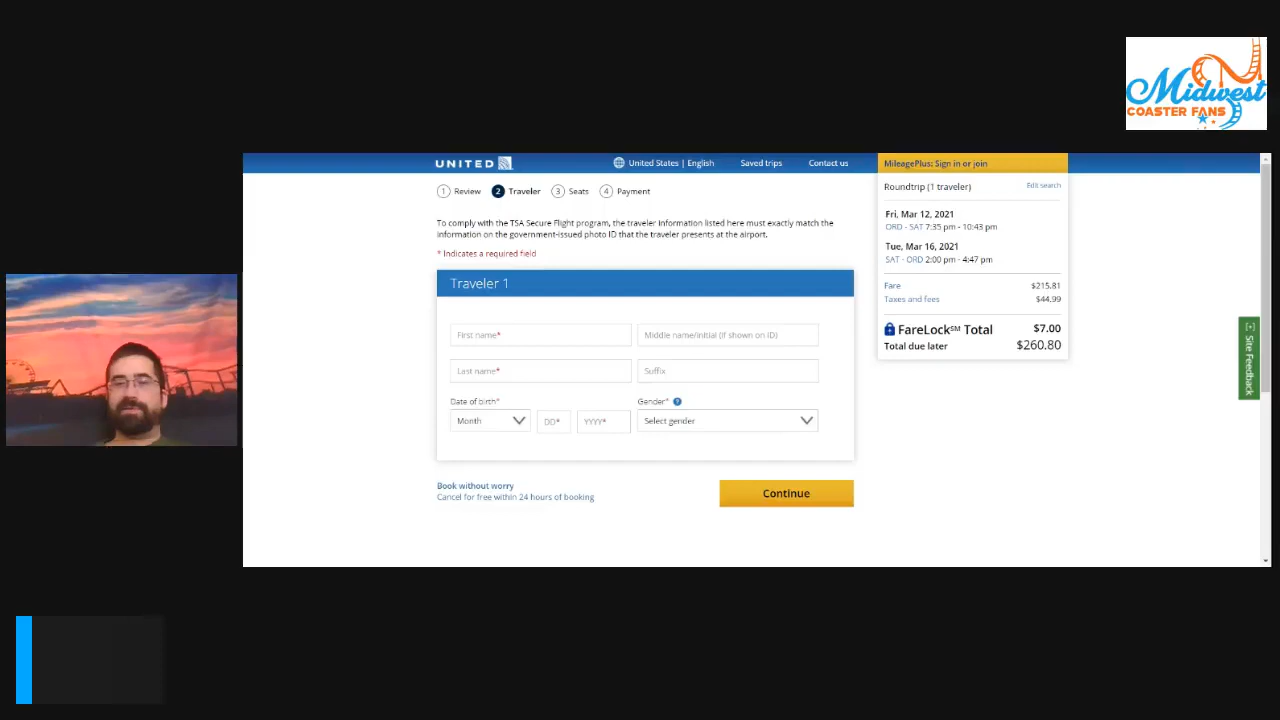 Midwest
COASTER FANS
UNITED
United States | English
Saved trips
Contact us
MileagePlus: Sign in or join
1 Review
2 Traveler
3 Seats
4 Payment
To comply with the TSA Secure Flight program, the traveler information listed here must exactly match the
information on the government-issued photo ID that the traveler presents at the airport.
* Indicates a required field
Traveler 1
First name*
Middle name/initial (if shown on ID)
Last name*
Suffix
Date of birth*
Gender* ?
Month
DD*
YYYY*
Select gender
Book without worry
Cancel for free within 24 hours of booking
Continue
Roundtrip (1 traveler)
Edit search
Fri, Mar 12, 2021
ORD - SAT 7:35 pm - 10:43 pm
Tue, Mar 16, 2021
SAT - ORD 2:00 pm - 4:47 pm
Fare $215.81
Taxes and fees $44.99
FareLock℠ Total $7.00
Total due later $260.80
[+] Site Feedback